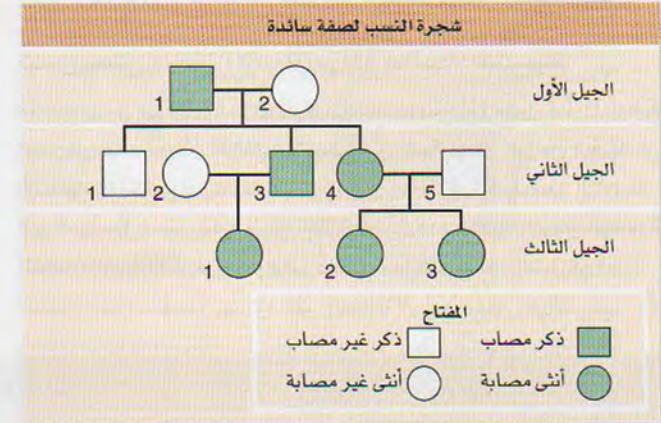 شجرة النسب لصفة سائدة
الجيل الأول
1 2
الجيل الثاني
1 2 3 4 5
الجيل الثالث
1 2 3
المفتاح
ذكر مصاب ذكر غير مصاب
أنثى مصابة أنثى غير مصابة